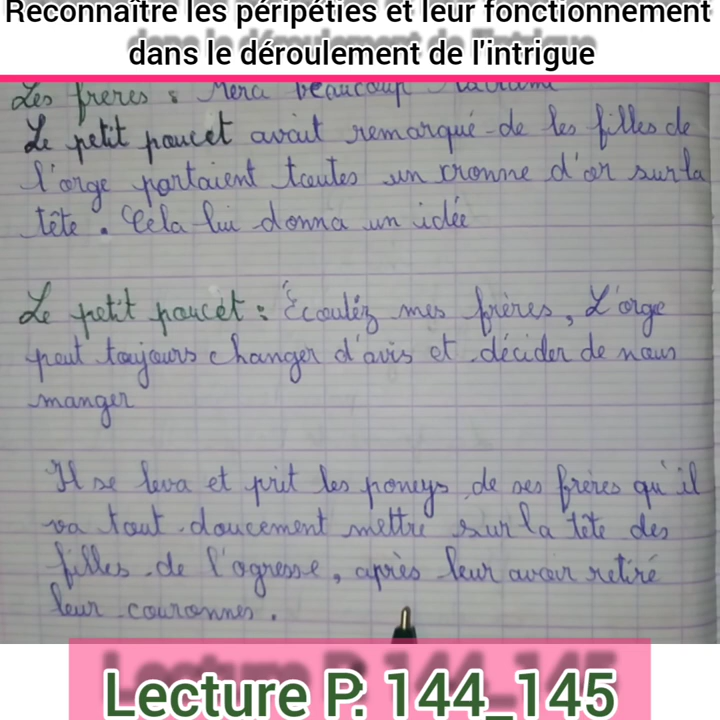 Reconnaître les péripéties et leur fonctionnement
dans le déroulement de l'intrigue
Les freres : Mera beaucoup
Le petit poucet avait remarqué de les filles de
l'orge portaient toutes un cronne d'or sur la
tête. Cela lui donna un idée
Le petit poucet : Écoutéz mes frères, L'orge
peut toujours changer d'avis et décider de nous
manger
Il se leva et prit les poneys de ses frères qu'il
va tout doucement mettre sur la tête des
filles de l'ogresse, après leur avoir retiré
leur couronnes.
Lecture P. 144_145